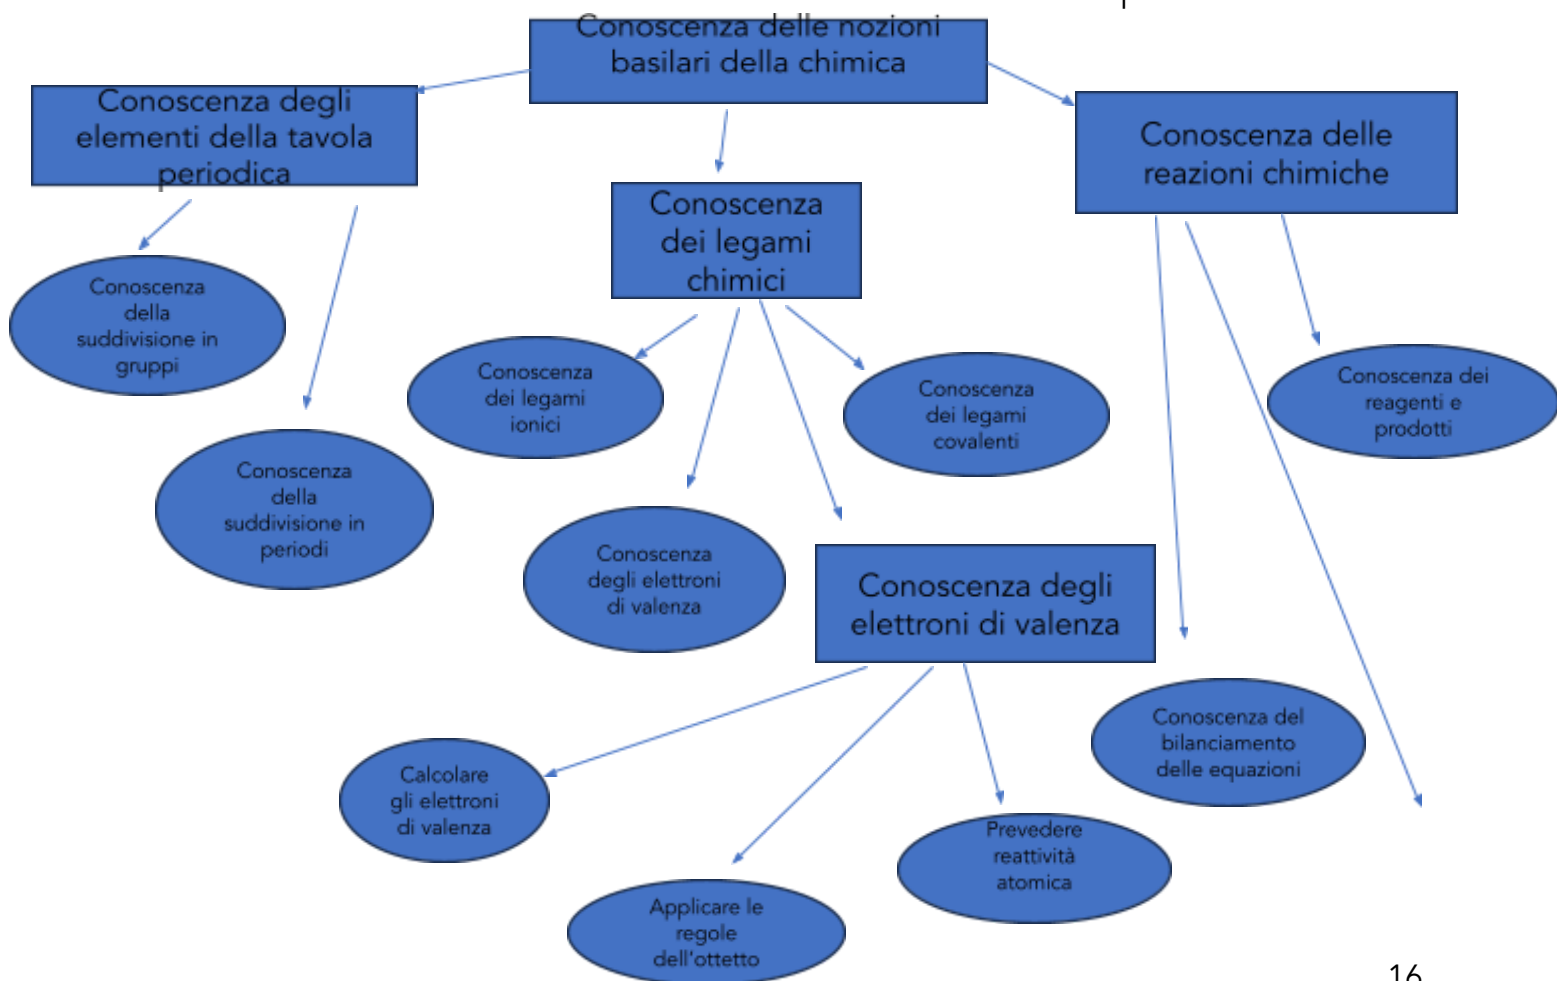 Conoscenza delle nozioni
basilari della chimica
Conoscenza degli
elementi della tavola
periodica
Conoscenza delle
reazioni chimiche
Conoscenza
dei legami
chimici
Conoscenza
della
suddivisione in
gruppi
Conoscenza
dei legami
ionici
Conoscenza
dei legami
covalenti
Conoscenza dei
reagenti e
prodotti
Conoscenza
della
suddivisione in
periodi
Conoscenza
degli elettroni
di valenza
Conoscenza degli
elettroni di valenza
Conoscenza del
bilanciamento
delle equazioni
Calcolare
gli elettroni
di valenza
Prevedere
reattività
atomica
Applicare le
regole
dell'ottetto
16